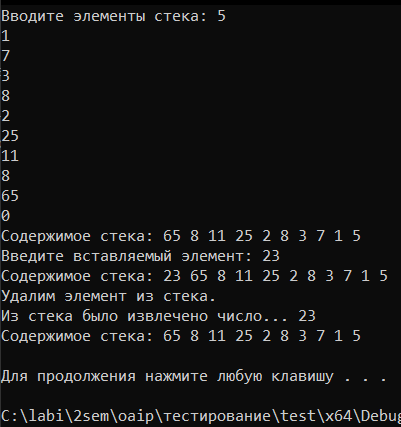 Вводите элементы стека: 5
1
7
3
8
2
25
11
8
65
0
Содержимое стека: 65 8 11 25 2 8 3 7 1 5
Введите вставляемый элемент: 23
Содержимое стека: 23 65 8 11 25 2 8 3 7 1 5
Удалим элемент из стека.
Из стека было извлечено число... 23
Содержимое стека: 65 8 11 25 2 8 3 7 1 5
Для продолжения нажмите любую клавишу . . .
C:\labi\2sem\oaip\тестирование\test\x64\Debug